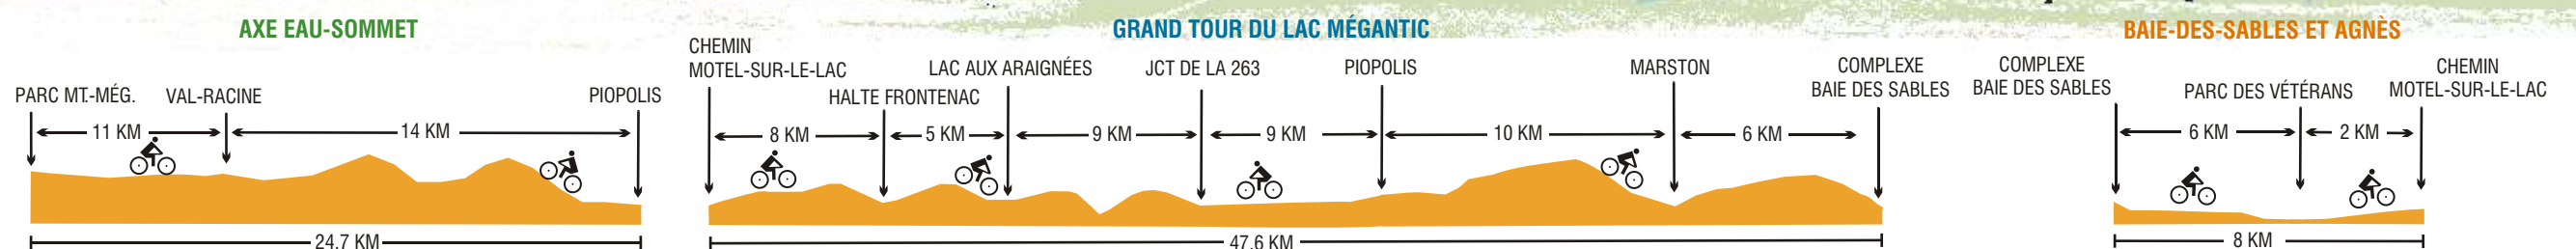 AXE EAU-SOMMET
PARC MT.-MÉG.
VAL-RACINE
PIOPOLIS
11 KM
14 KM
24.7 KM
GRAND TOUR DU LAC MÉGANTIC
CHEMIN
MOTEL-SUR-LE-LAC
HALTE FRONTENAC
LAC AUX ARAIGNÉES
JCT DE LA 263
PIOPOLIS
MARSTON
COMPLEXE
BAIE DES SABLES
8 KM
5 KM
9 KM
9 KM
10 KM
6 KM
47.6 KM
BAIE-DES-SABLES ET AGNÈS
COMPLEXE
BAIE DES SABLES
PARC DES VÉTÉRANS
CHEMIN
MOTEL-SUR-LE-LAC
6 KM
2 KM
8 KM